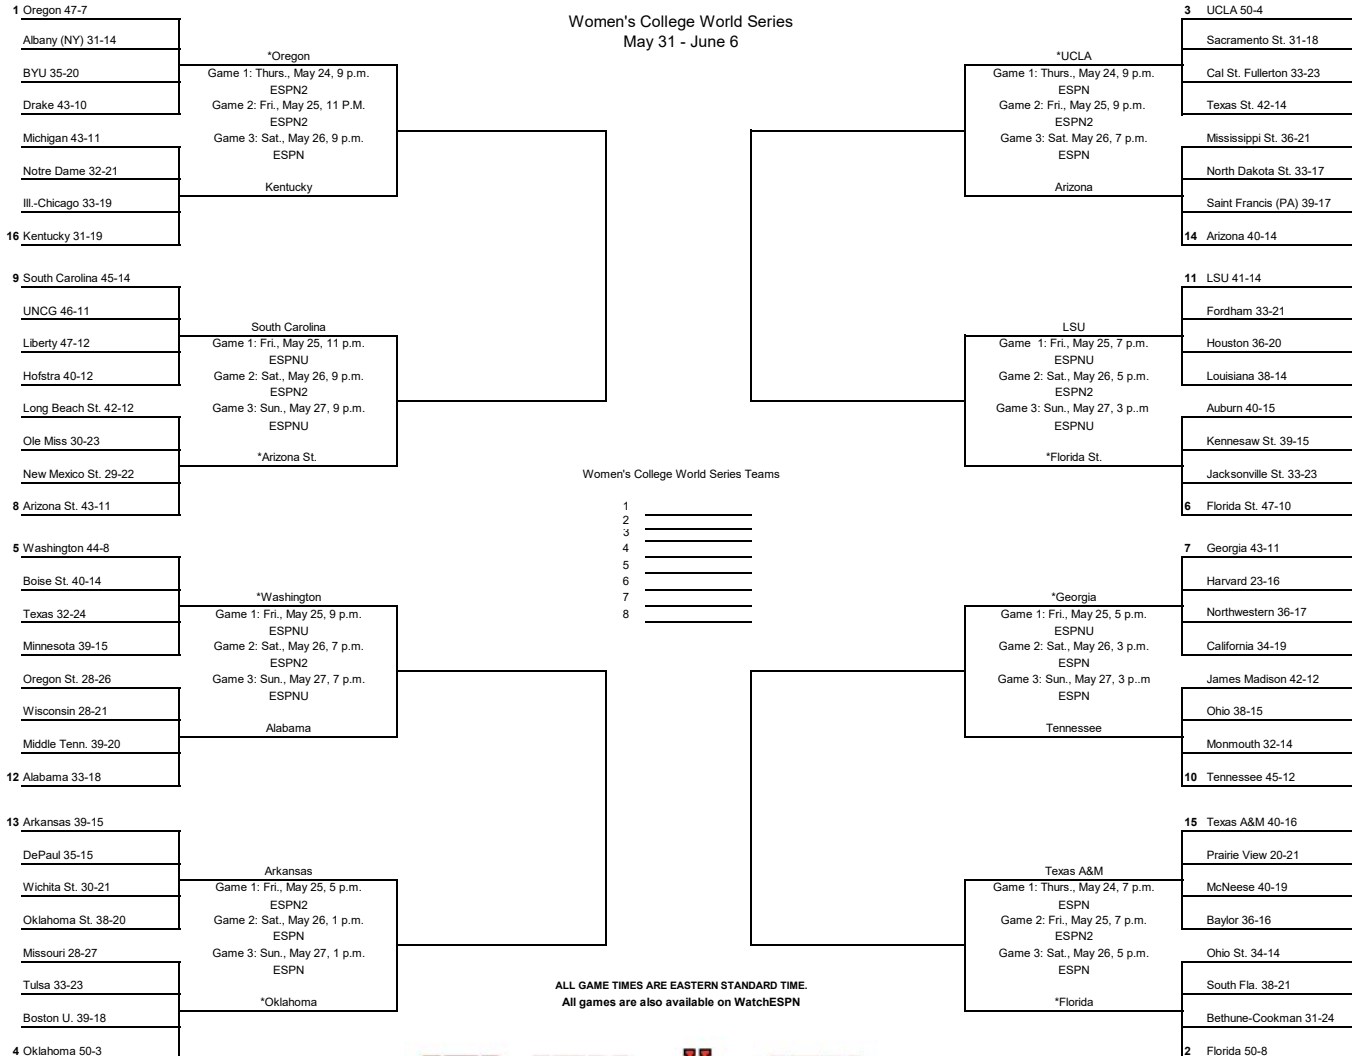 Women's College World Series
May 31 - June 6
1 Oregon 47-7
Albany (NY) 31-14
BYU 35-20
Drake 43-10
Michigan 43-11
Notre Dame 32-21
Ill.-Chicago 33-19
16 Kentucky 31-19
*Oregon
Game 1: Thurs., May 24, 9 p.m.
ESPN2
Game 2: Fri., May 25, 11 P.M.
ESPN2
Game 3: Sat., May 26, 9 p.m.
ESPN
Kentucky
9 South Carolina 45-14
UNCG 46-11
Liberty 47-12
Hofstra 40-12
Long Beach St. 42-12
Ole Miss 30-23
New Mexico St. 29-22
8 Arizona St. 43-11
South Carolina
Game 1: Fri., May 25, 11 p.m.
ESPNU
Game 2: Sat., May 26, 9 p.m.
ESPN2
Game 3: Sun., May 27, 9 p.m.
ESPNU
*Arizona St.
5 Washington 44-8
Boise St. 40-14
Texas 32-24
Minnesota 39-15
Oregon St. 28-26
Wisconsin 28-21
Middle Tenn. 39-20
12 Alabama 33-18
*Washington
Game 1: Fri., May 25, 9 p.m.
ESPNU
Game 2: Sat., May 26, 7 p.m.
ESPN2
Game 3: Sun., May 27, 7 p.m.
ESPNU
Alabama
13 Arkansas 39-15
DePaul 35-15
Wichita St. 30-21
Oklahoma St. 38-20
Missouri 28-27
Tulsa 33-23
Boston U. 39-18
4 Oklahoma 50-3
Arkansas
Game 1: Fri., May 25, 5 p.m.
ESPN2
Game 2: Sat., May 26, 1 p.m.
ESPN
Game 3: Sun., May 27, 1 p.m.
ESPN
*Oklahoma
Women's College World Series Teams
1
2
3
4
5
6
7
8
ALL GAME TIMES ARE EASTERN STANDARD TIME.
All games are also available on WatchESPN
*UCLA
Game 1: Thurs., May 24, 9 p.m.
ESPN
Game 2: Fri., May 25, 9 p.m.
ESPN2
Game 3: Sat. May 26, 7 p.m.
ESPN
Arizona
3 UCLA 50-4
Sacramento St. 31-18
Cal St. Fullerton 33-23
Texas St. 42-14
Mississippi St. 36-21
North Dakota St. 33-17
Saint Francis (PA) 39-17
14 Arizona 40-14
LSU
Game 1: Fri., May 25, 7 p.m.
ESPNU
Game 2: Sat., May 26, 5 p.m.
ESPN2
Game 3: Sun., May 27, 3 p..m
ESPNU
*Florida St.
11 LSU 41-14
Fordham 33-21
Houston 36-20
Louisiana 38-14
Auburn 40-15
Kennesaw St. 39-15
Jacksonville St. 33-23
6 Florida St. 47-10
*Georgia
Game 1: Fri., May 25, 5 p.m.
ESPNU
Game 2: Sat., May 26, 3 p.m.
ESPN
Game 3: Sun., May 27, 3 p..m
ESPN
Tennessee
7 Georgia 43-11
Harvard 23-16
Northwestern 36-17
California 34-19
James Madison 42-12
Ohio 38-15
Monmouth 32-14
10 Tennessee 45-12
Texas A&M
Game 1: Thurs., May 24, 7 p.m.
ESPN
Game 2: Fri., May 25, 7 p.m.
ESPN2
Game 3: Sat., May 26, 5 p.m.
ESPN
*Florida
15 Texas A&M 40-16
Prairie View 20-21
McNeese 40-19
Baylor 36-16
Ohio St. 34-14
South Fla. 38-21
Bethune-Cookman 31-24
2 Florida 50-8